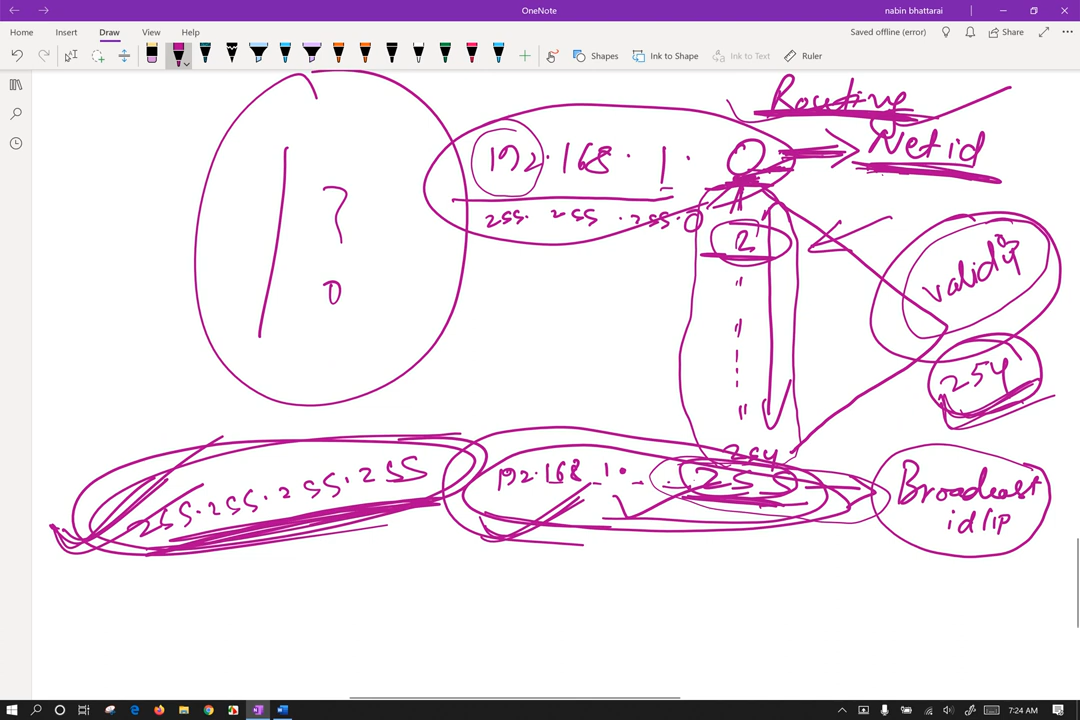 OneNote
nabin bhattarai
Home Insert Draw View Help
Saved offline (error)
Share
Ink to Text
Shapes
Ink to Shape
Ruler
Routing
192.168.1.0
Net id
255.255.255.0
2
valid ip
?
"
0
"
254
"
254
255.255.255.255
192.168.1.255
Broadcast
id/ip
7:24 AM